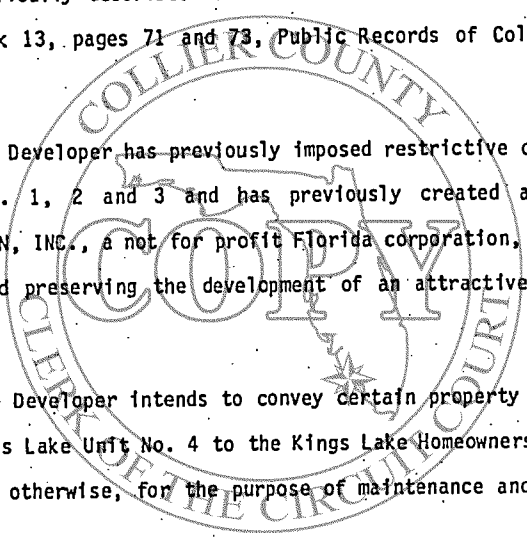 k 13, pages 71 and 73, Public Records of Col
COLLIER COUNTY
Developer has previously imposed restrictive c
. 1, 2 and 3 and has previously created a
N, INC., a not for profit Florida corporation,
COPY
d preserving the development of an attractive
Developer intends to convey certain property
s Lake Unit No. 4 to the Kings Lake Homeowners
otherwise, for the purpose of maintenance and
CLERK OF THE CIRCUIT COURT